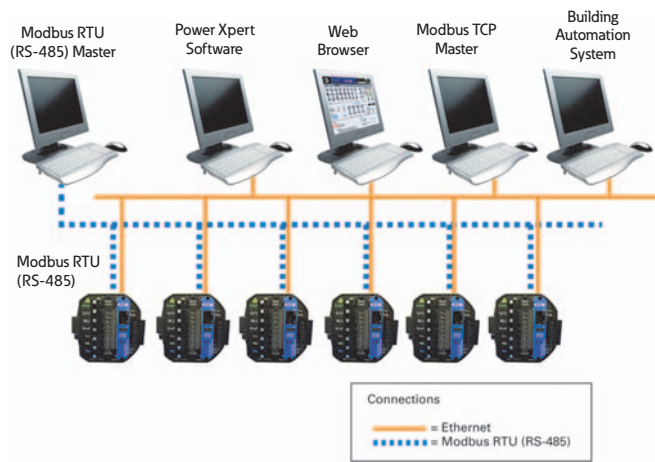 Modbus RTU
(RS-485) Master
Power Xpert
Software
Web
Browser
Modbus TCP
Master
Building
Automation
System
Modbus RTU
(RS-485)
Connections
= Ethernet
= Modbus RTU (RS-485)